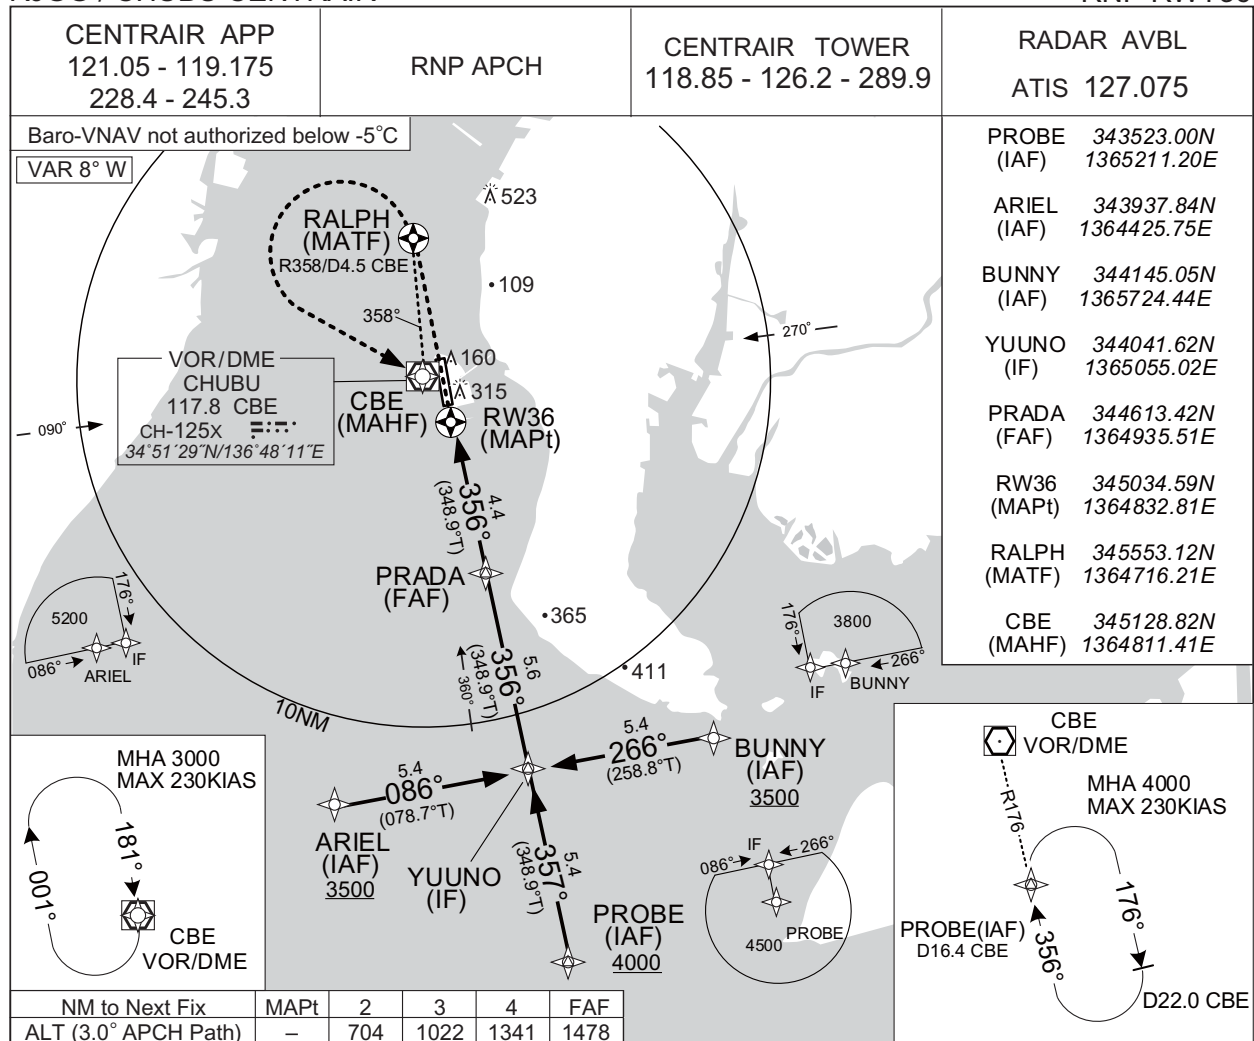 CENTRAIR APP
121.05 - 119.175
228.4 - 245.3
RNP APCH
CENTRAIR TOWER
118.85 - 126.2 - 289.9
RADAR AVBL
ATIS 127.075
Baro-VNAV not authorized below -5°C
VAR 8° W
PROBE 343523.00N
(IAF) 1365211.20E
ARIEL 343937.84N
(IAF) 1364425.75E
BUNNY 344145.05N
(IAF) 1365724.44E
YUUNO 344041.62N
(IF) 1365055.02E
PRADA 344613.42N
(FAF) 1364935.51E
RW36 345034.59N
(MAPt) 1364832.81E
RALPH 345553.12N
(MATF) 1364716.21E
CBE 345128.82N
(MAHF) 1364811.41E
523
RALPH
(MATF)
R358/D4.5 CBE
109
358°
270°
160
315
VOR/DME
CHUBU
117.8 CBE
CH-125X
34°51´29˝N/136°48´11˝E
090°
CBE
(MAHF)
RW36
(MAPt)
4.4
356°
(348.9°T)
PRADA
(FAF)
365
411
5.6
356°
(348.9°T)
360°
10NM
5200
176°
086°
IF
ARIEL
3800
176°
266°
IF
BUNNY
5.4
266°
(258.8°T)
BUNNY
(IAF)
3500
5.4
086°
(078.7°T)
ARIEL
(IAF)
3500
YUUNO
(IF)
5.4
357°
(348.9°T)
PROBE
(IAF)
4000
IF
086°
266°
4500
PROBE
MHA 3000
MAX 230KIAS
181°
001°
CBE
VOR/DME
CBE
VOR/DME
MHA 4000
MAX 230KIAS
R176
176°
356°
PROBE(IAF)
D16.4 CBE
D22.0 CBE
NM to Next Fix MAPt 2 3 4 FAF
ALT (3.0° APCH Path) – 704 1022 1341 1478